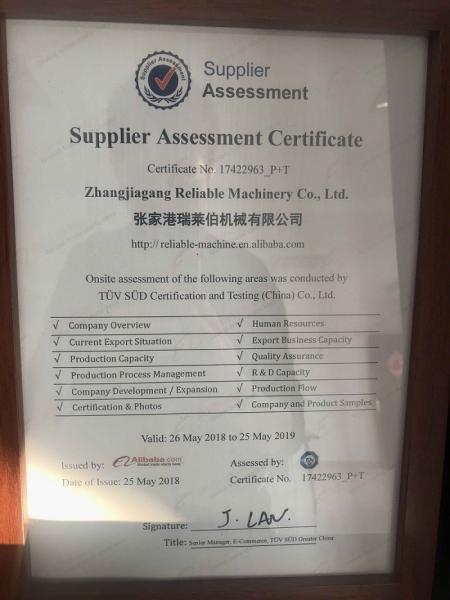 Supplier Assessment
Supplier
Assessment
Supplier Assessment Certificate
Certificate No. 17422963_P+T
Zhangjiagang Reliable Machinery Co., Ltd.
张家港瑞莱伯机械有限公司
http://reliable-machine.en.alibaba.com
Onsite assessment of the following areas was conducted by
TÜV SÜD Certification and Testing (China) Co., Ltd.
√ Company Overview √ Human Resources
√ Current Export Situation √ Export Business Capacity
√ Production Capacity √ Quality Assurance
√ Production Process Management √ R & D Capacity
√ Company Development / Expansion √ Production Flow
√ Certification & Photos √ Company and Product Samples
Valid: 26 May 2018 to 25 May 2019
Issued by: Alibaba.com Assessed by:
Global trade starts here.
Date of Issue: 25 May 2018 Certificate No. 17422963_P+T
Signature: J. LAN.
Title: Senior Manager, E-Commerce, TÜV SÜD Greater China